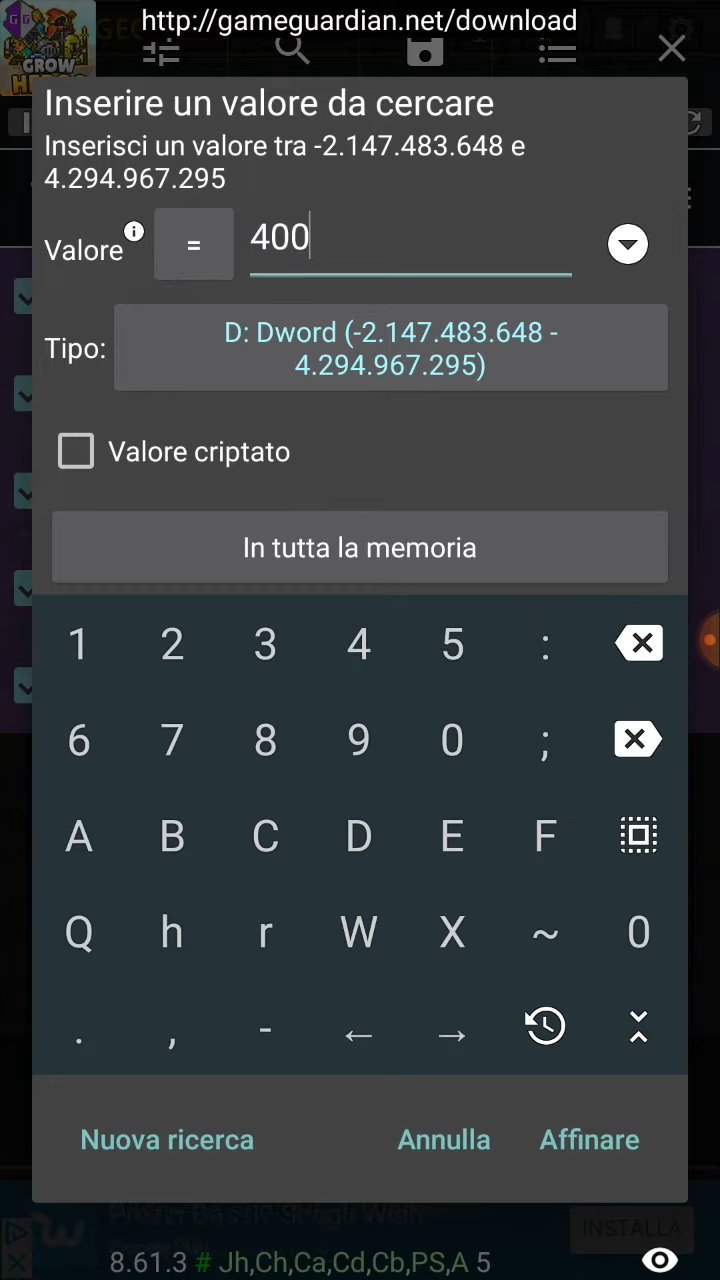 http://gameguardian.net/download
GROW
Inserire un valore da cercare
Inserisci un valore tra -2.147.483.648 e
4.294.967.295
Valore
=
400
Tipo:
D: Dword (-2.147.483.648 -
4.294.967.295)
Valore criptato
In tutta la memoria
1 2 3 4 5 :
6 7 8 9 0 ;
A B C D E F
Q h r W X ~ 0
. , - ← →
Nuova ricerca
Annulla
Affinare
INSTALLA
8.61.3 # Jh,Ch,Ca,Cd,Cb,PS,A 5